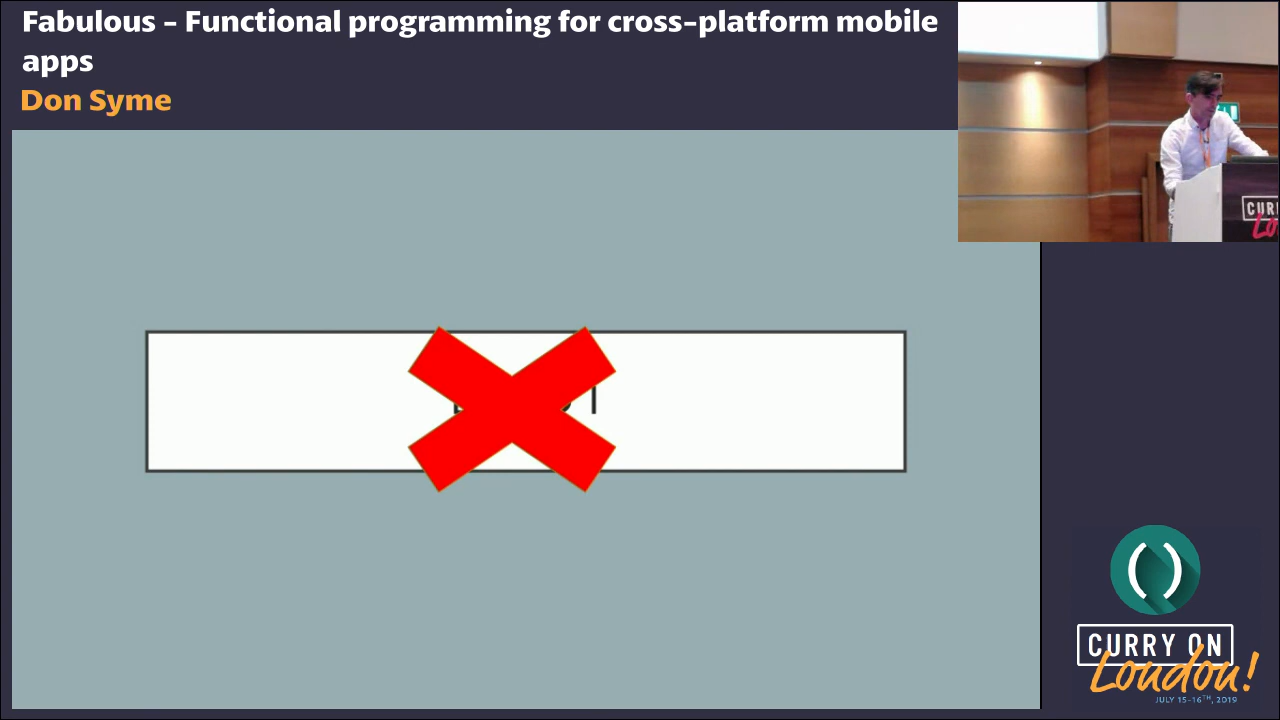 Fabulous - Functional programming for cross-platform mobile
apps
Don Syme
CURRY ON
London!
JULY 15-16TH, 2019